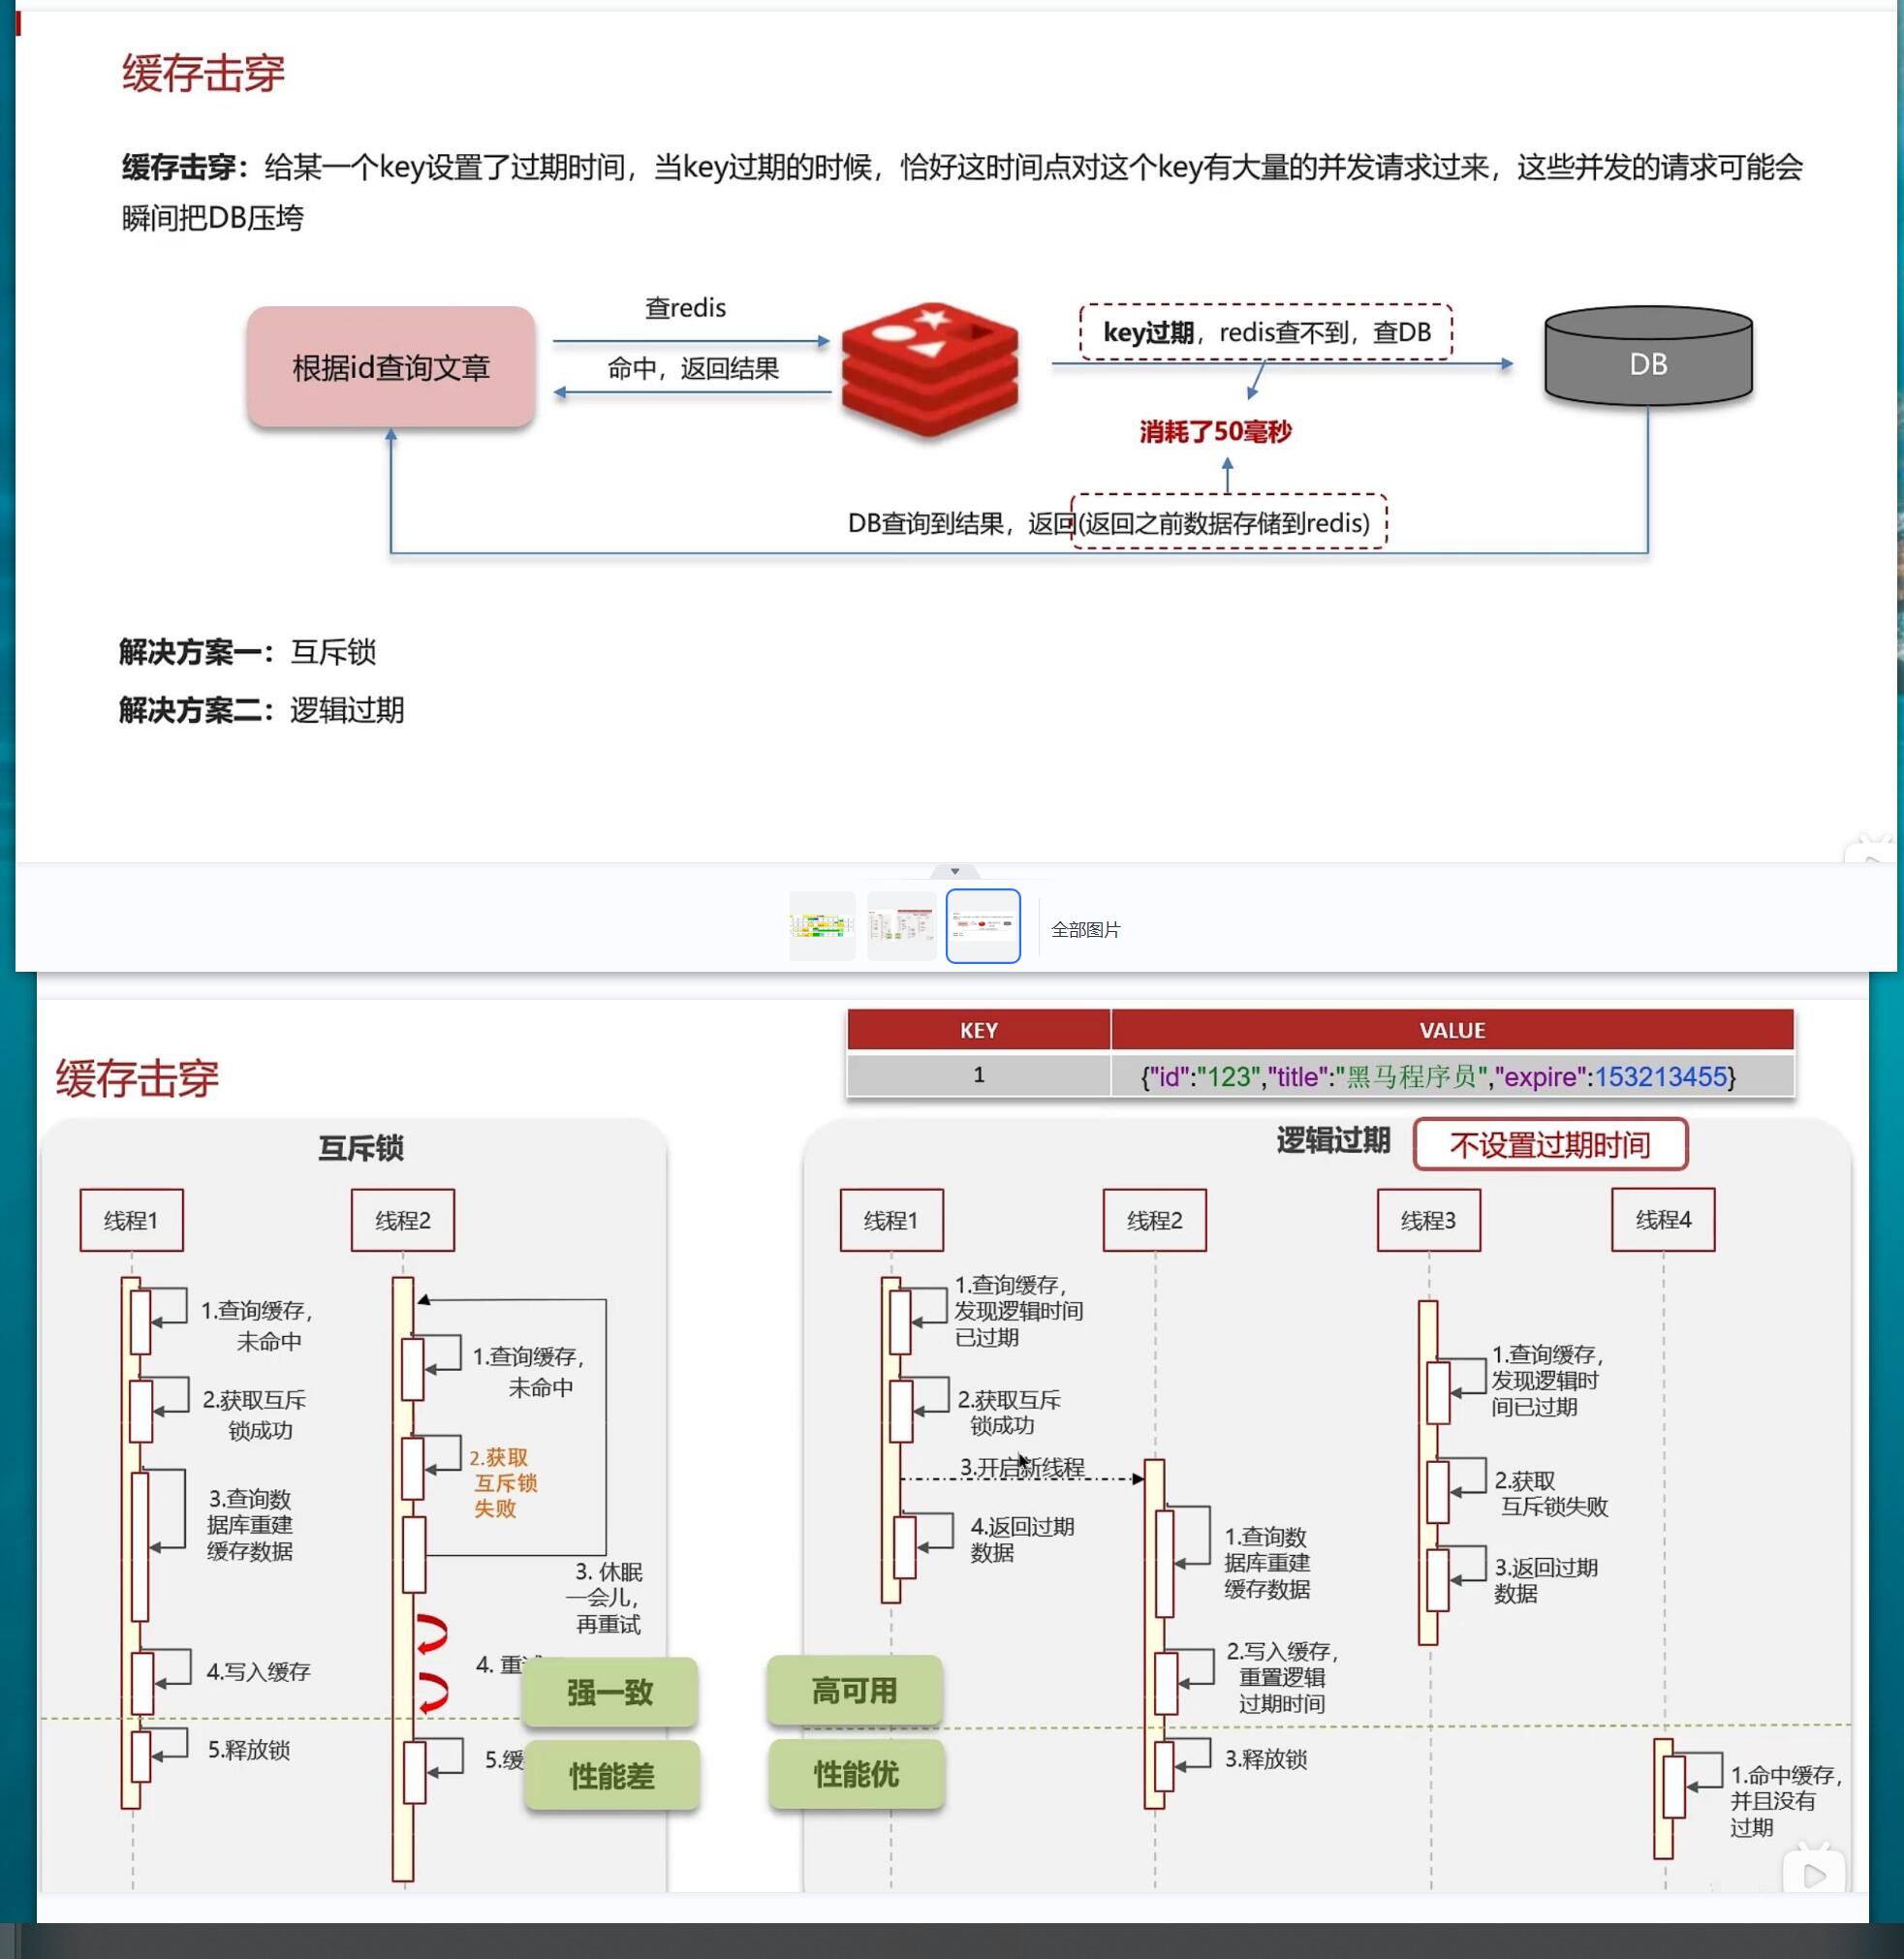 缓存击穿
缓存击穿：给某一个key设置了过期时间，当key过期的时候，恰好这时间点对这个key有大量的并发请求过来，这些并发的请求可能会
瞬间把DB压垮
根据id查询文章
查redis
命中，返回结果
key过期，redis查不到，查DB
DB
消耗了50毫秒
DB查询到结果，返回(返回之前数据存储到redis)
解决方案一：互斥锁
解决方案二：逻辑过期
全部图片
缓存击穿
KEY
VALUE
1
{"id":"123","title":"黑马程序员","expire":153213455}
互斥锁
线程1
线程2
1.查询缓存，
未命中
2.获取互斥
锁成功
3.查询数
据库重建
缓存数据
4.写入缓存
5.释放锁
1.查询缓存，
未命中
2.获取
互斥锁
失败
3. 休眠
一会儿，
再重试
4. 重
5.缓
强一致
性能差
逻辑过期
不设置过期时间
线程1
线程2
线程3
线程4
1.查询缓存，
发现逻辑时间
已过期
2.获取互斥
锁成功
3.开启新线程
4.返回过期
数据
1.查询数
据库重建
缓存数据
2.写入缓存，
重置逻辑
过期时间
3.释放锁
1.查询缓存，
发现逻辑时
间已过期
2.获取
互斥锁失败
3.返回过期
数据
1.命中缓存，
并且没有
过期
高可用
性能优